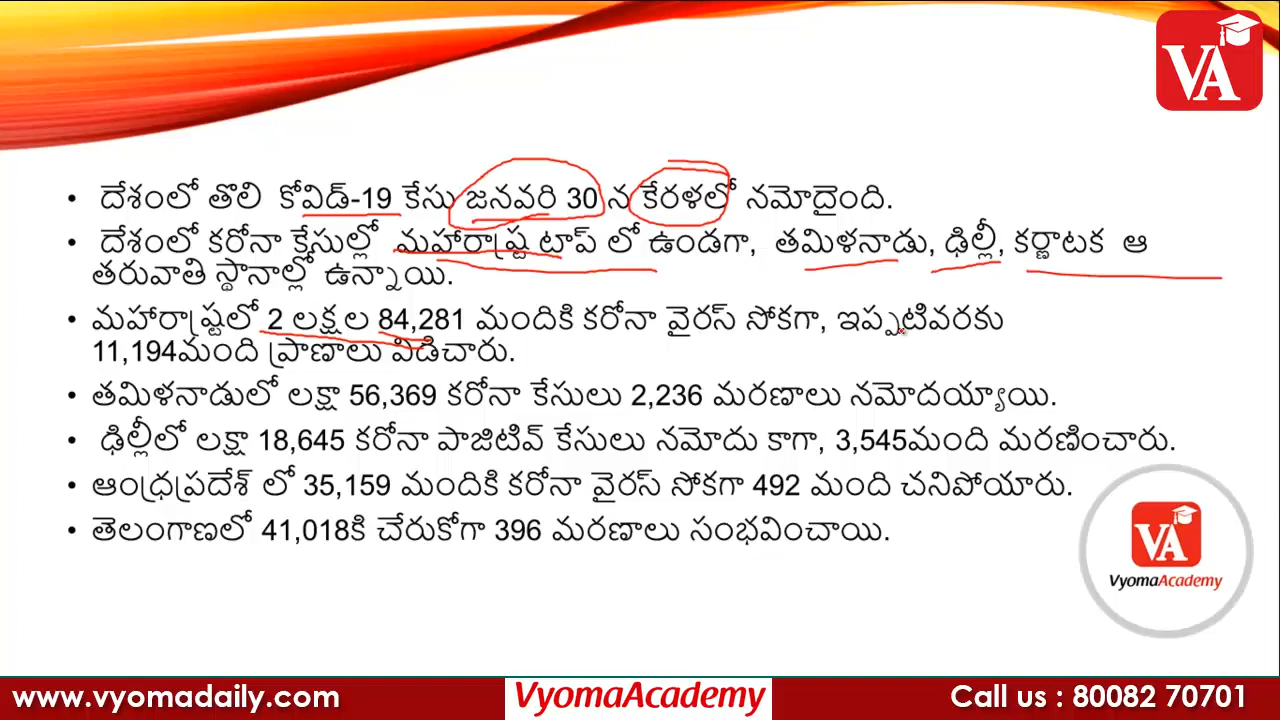 VA
• దేశంలో తొలి కోవిడ్-19 కేసు జనవరి 30 న కేరళలో నమోదైంది.
• దేశంలో కరోనా కేసుల్లో మహారాష్ట్ర టాప్ లో ఉండగా, తమిళనాడు, ఢిల్లీ, కర్ణాటక ఆ
తరువాతి స్థానాల్లో ఉన్నాయి.
• మహారాష్ట్రలో 2 లక్షల 84,281 మందికి కరోనా వైరస్ సోకగా, ఇప్పటివరకు
11,194మంది ప్రాణాలు విడిచారు.
• తమిళనాడులో లక్షా 56,369 కరోనా కేసులు 2,236 మరణాలు నమోదయ్యాయి.
• ఢిల్లీలో లక్షా 18,645 కరోనా పాజిటివ్ కేసులు నమోదు కాగా, 3,545మంది మరణించారు.
• ఆంధ్రప్రదేశ్ లో 35,159 మందికి కరోనా వైరస్ సోకగా 492 మంది చనిపోయారు.
• తెలంగాణలో 41,018కి చేరుకోగా 396 మరణాలు సంభవించాయి.
VA
VyomaAcademy
www.vyomadaily.com VyomaAcademy Call us : 80082 70701